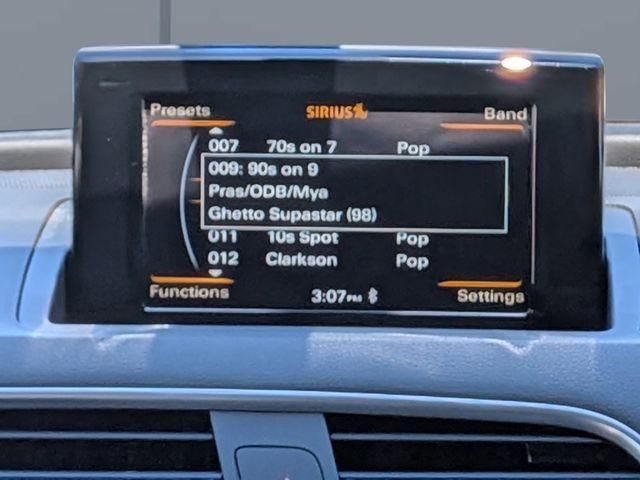 Presets SIRIUS Band
007 70s on 7 Pop
009: 90s on 9
Pras/ODB/Mya
Ghetto Supastar (98)
011 10s Spot Pop
012 Clarkson Pop
Functions 3:07PM Settings